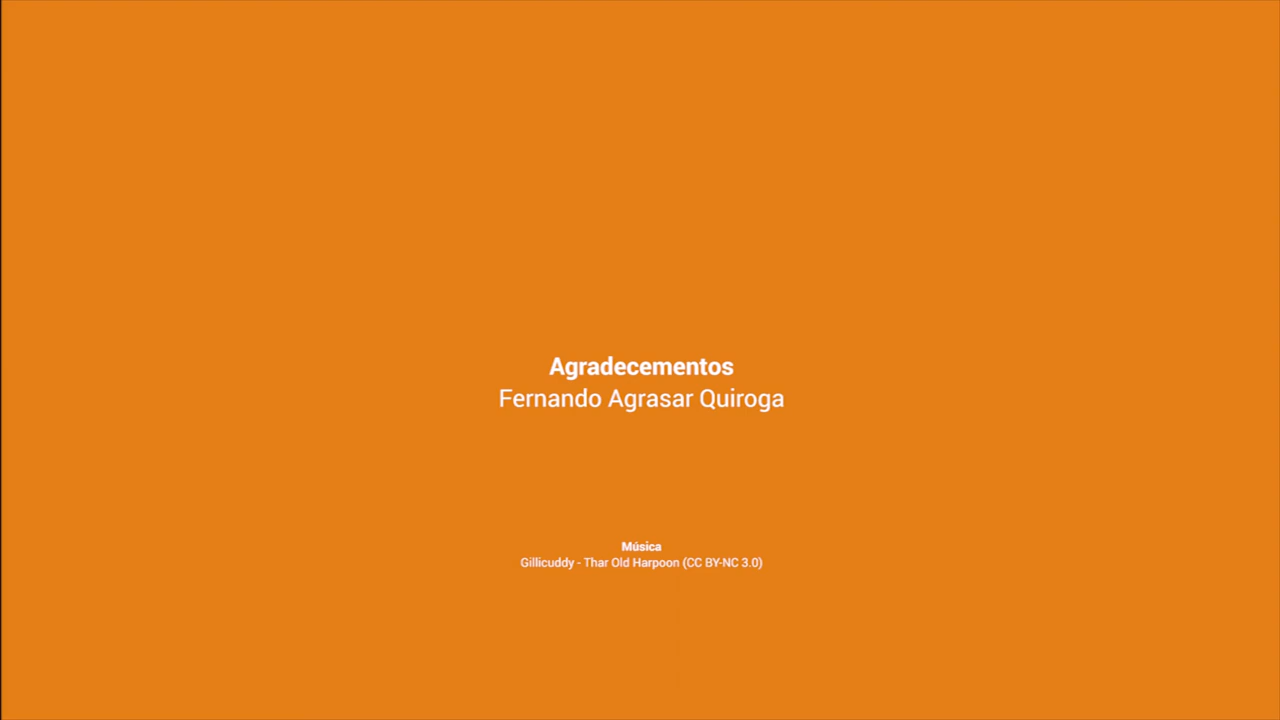 Agradecementos
Fernando Agrasar Quiroga
Música
Gillicuddy - Thar Old Harpoon (CC BY-NC 3.0)